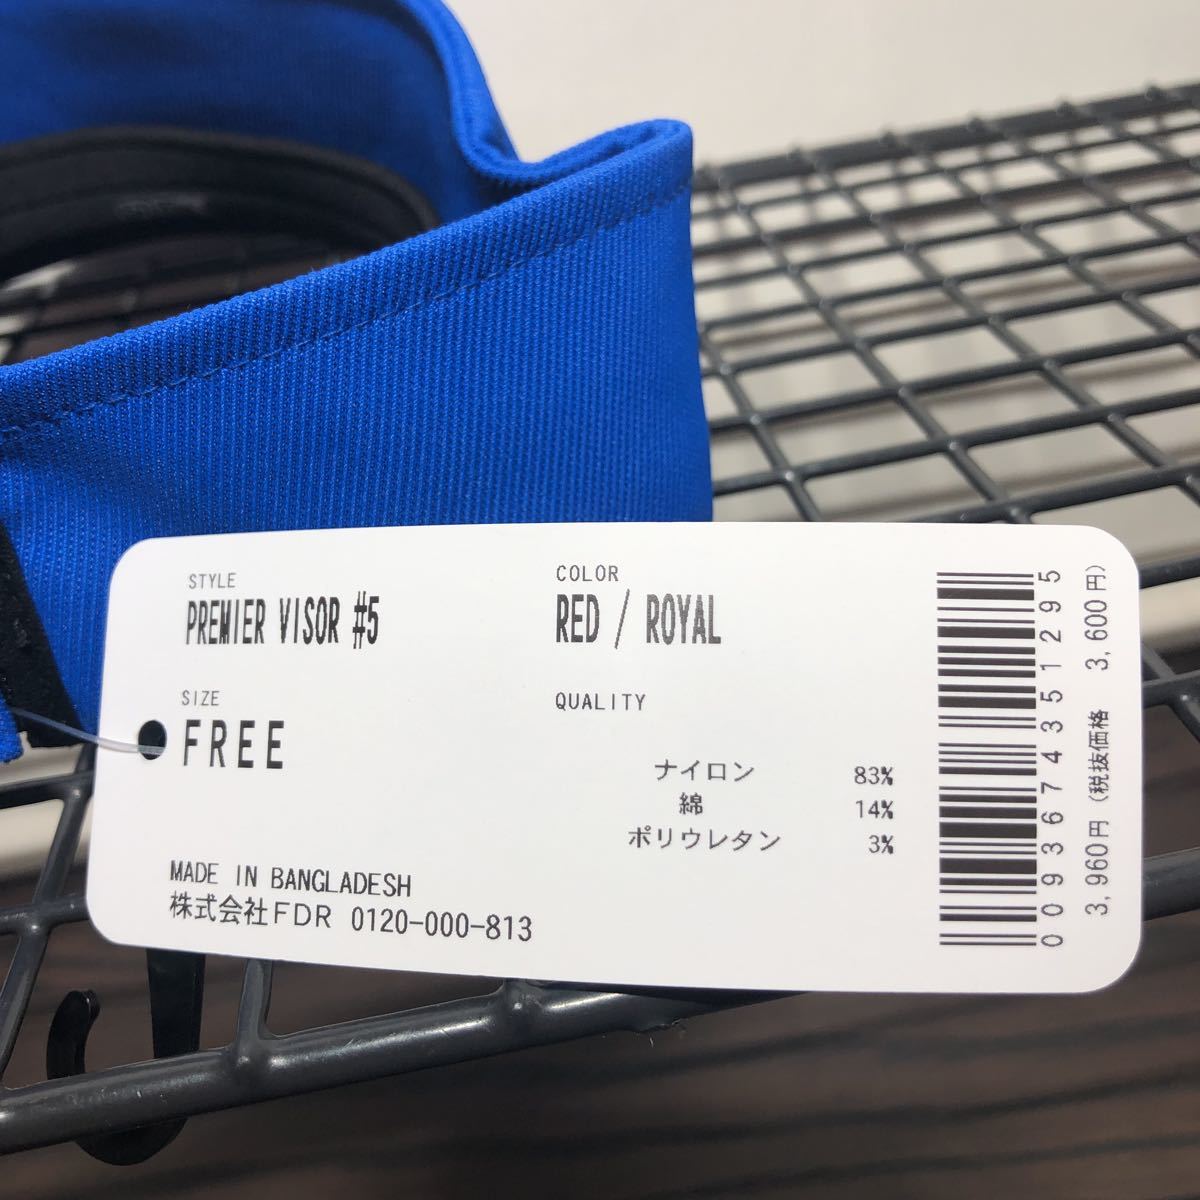 STYLE
PREMIER VISOR #5
COLOR
RED / ROYAL
SIZE
FREE
QUALITY
ナイロン 83%
綿 14%
ポリウレタン 3%
MADE IN BANGLADESH
株式会社FDR 0120-000-813
0093674351295
3,960円(税抜価格 3,600円)